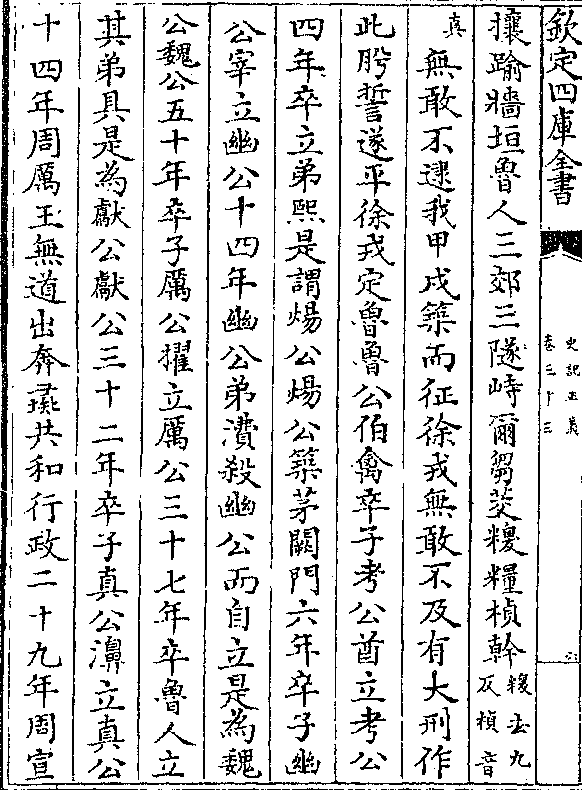 欽定四庫全書
史記正義
卷三十三
攘踰牆垣魯人三郊三隧峙爾芻茭糗糧楨幹糗去九反楨音
真無敢不逮我甲戌築而征徐戎無敢不及有大刑作
此肹誓遂平徐戎定魯魯公伯禽卒子考公酋立考公
四年卒立弟熙是謂煬公煬公築茅闕門六年卒子幽
公宰立幽公十四年幽公弟㵒殺幽公而自立是為魏
公魏公五十年卒子厲公擢立厲公三十七年卒魯人立
其弟具是為獻公獻公三十二年卒子真公濞立真公
十四年周厲王無道出奔彘共和行政二十九年周宣